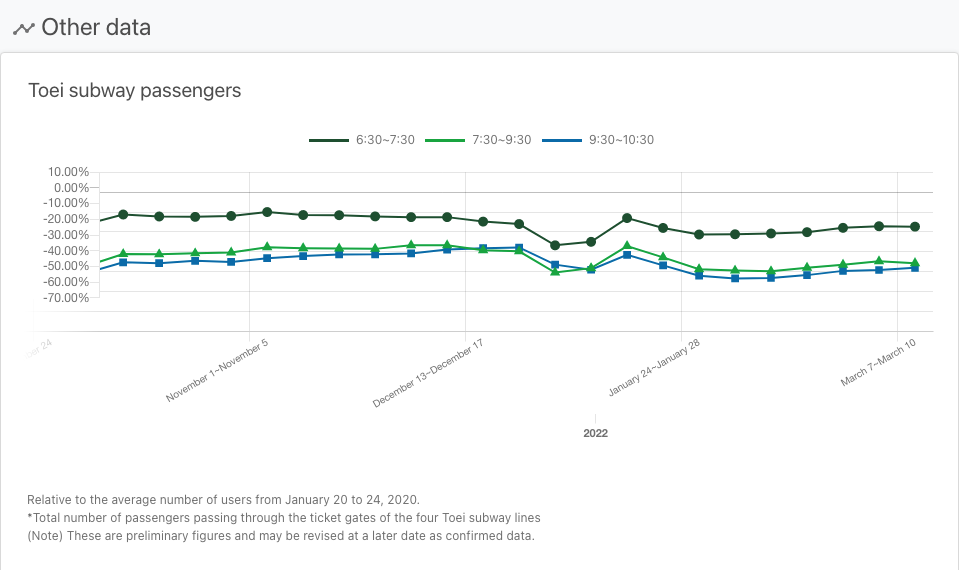 Other data
Toei subway passengers
6:30~7:30 7:30~9:30 9:30~10:30
10.00%
0.00%
-10.00%
-20.00%
-30.00%
-40.00%
-50.00%
-60.00%
-70.00%
24
November 1~November 5
December 13~December 17
January 24~January 28
March 7~March 10
2022
Relative to the average number of users from January 20 to 24, 2020.
*Total number of passengers passing through the ticket gates of the four Toei subway lines
(Note) These are preliminary figures and may be revised at a later date as confirmed data.